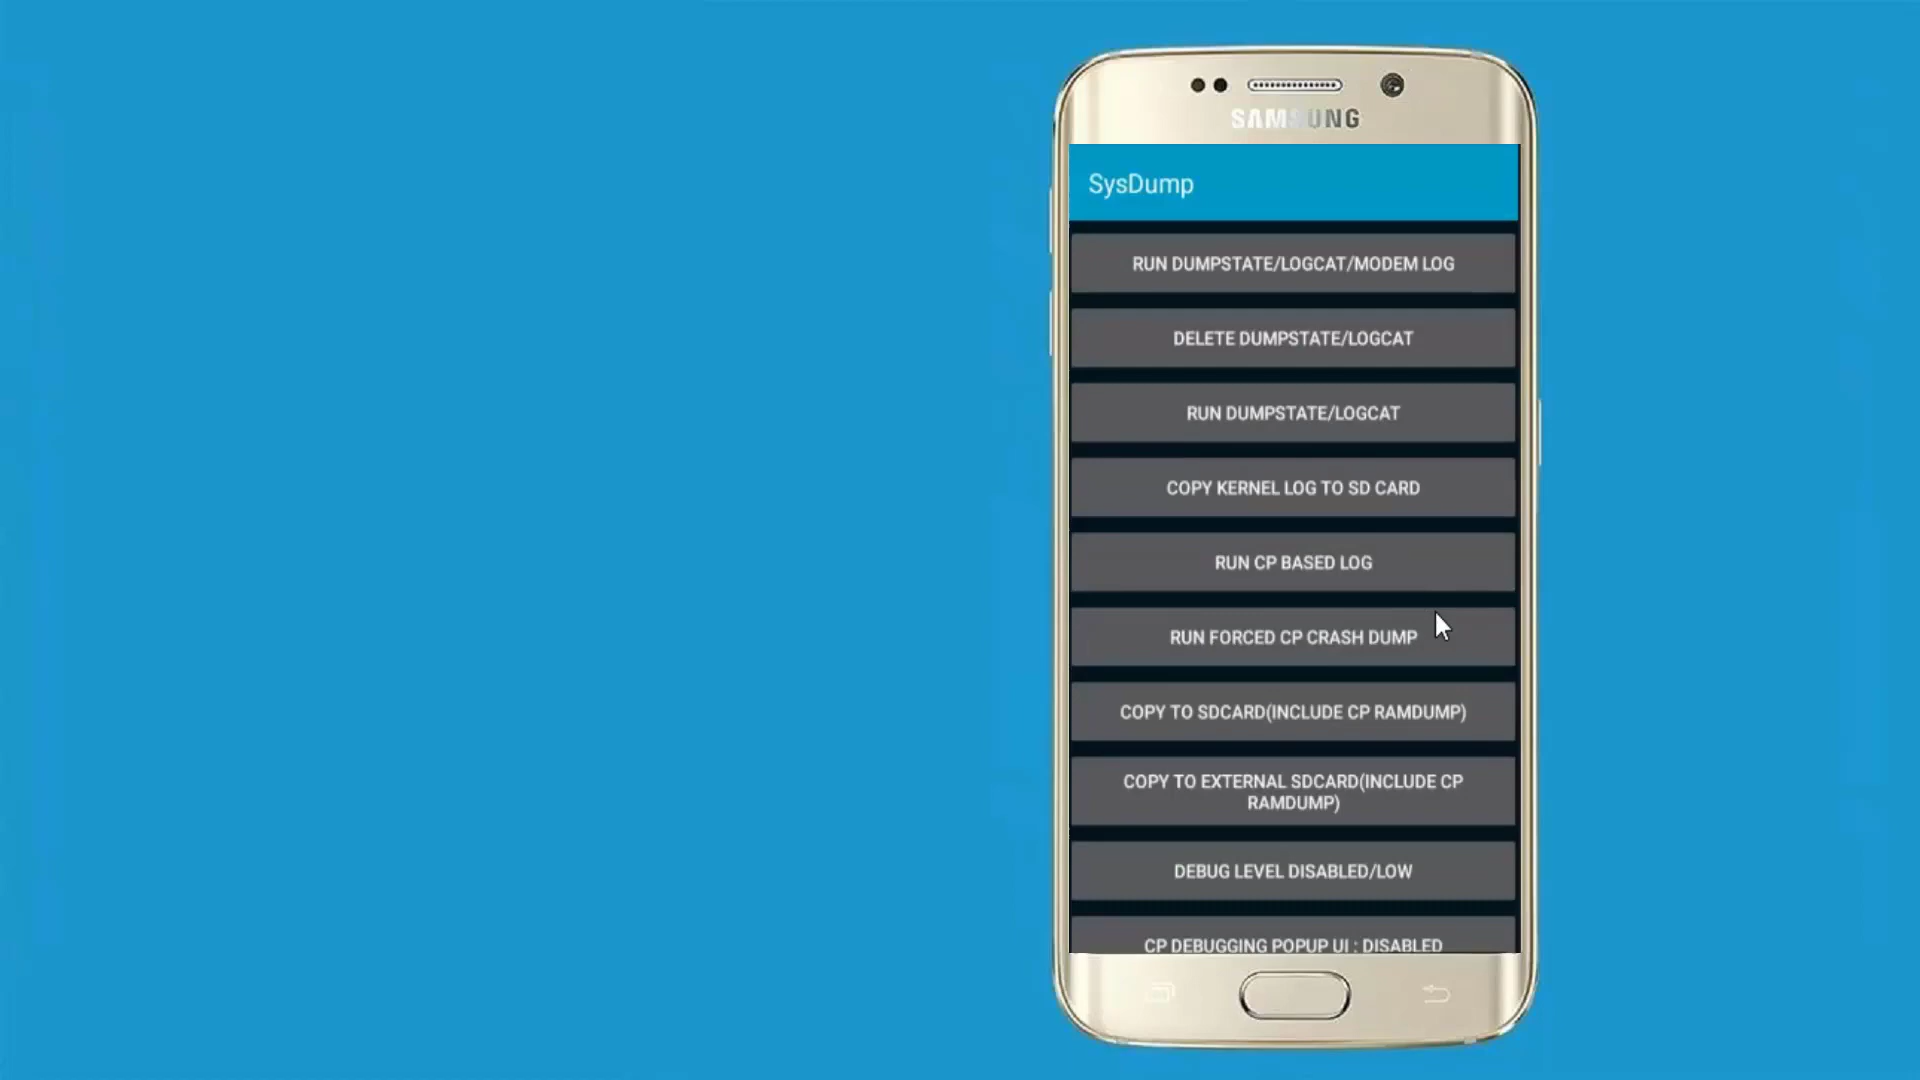 SAMSUNG
SysDump
RUN DUMPSTATE/LOGCAT/MODEM LOG
DELETE DUMPSTATE/LOGCAT
RUN DUMPSTATE/LOGCAT
COPY KERNEL LOG TO SD CARD
RUN CP BASED LOG
RUN FORCED CP CRASH DUMP
COPY TO SDCARD(INCLUDE CP RAMDUMP)
COPY TO EXTERNAL SDCARD(INCLUDE CP
RAMDUMP)
DEBUG LEVEL DISABLED/LOW
CP DEBUGGING POPUP UI : DISABLED